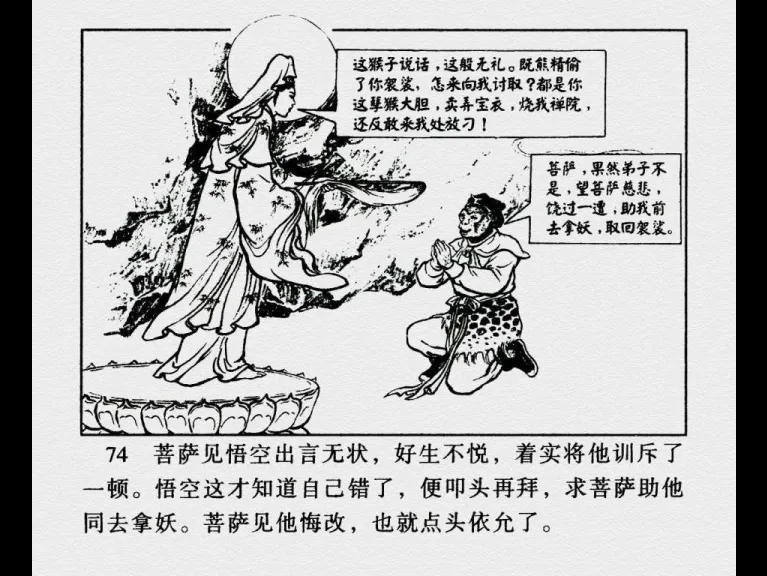 这猴子说话，这般无礼。既熊精偷
了你袈裟，怎来向我讨取？都是你
这孽猴大胆，卖弄宝衣，烧我禅院，
还反敢来我处放刁！
菩萨，果然弟子不
是，望菩萨慈悲，
饶过一遭，助我前
去拿妖，取回袈裟。
74 菩萨见悟空出言无状，好生不悦，着实将他训斥了
一顿。悟空这才知道自己错了，便叩头再拜，求菩萨助他
同去拿妖。菩萨见他悔改，也就点头依允了。